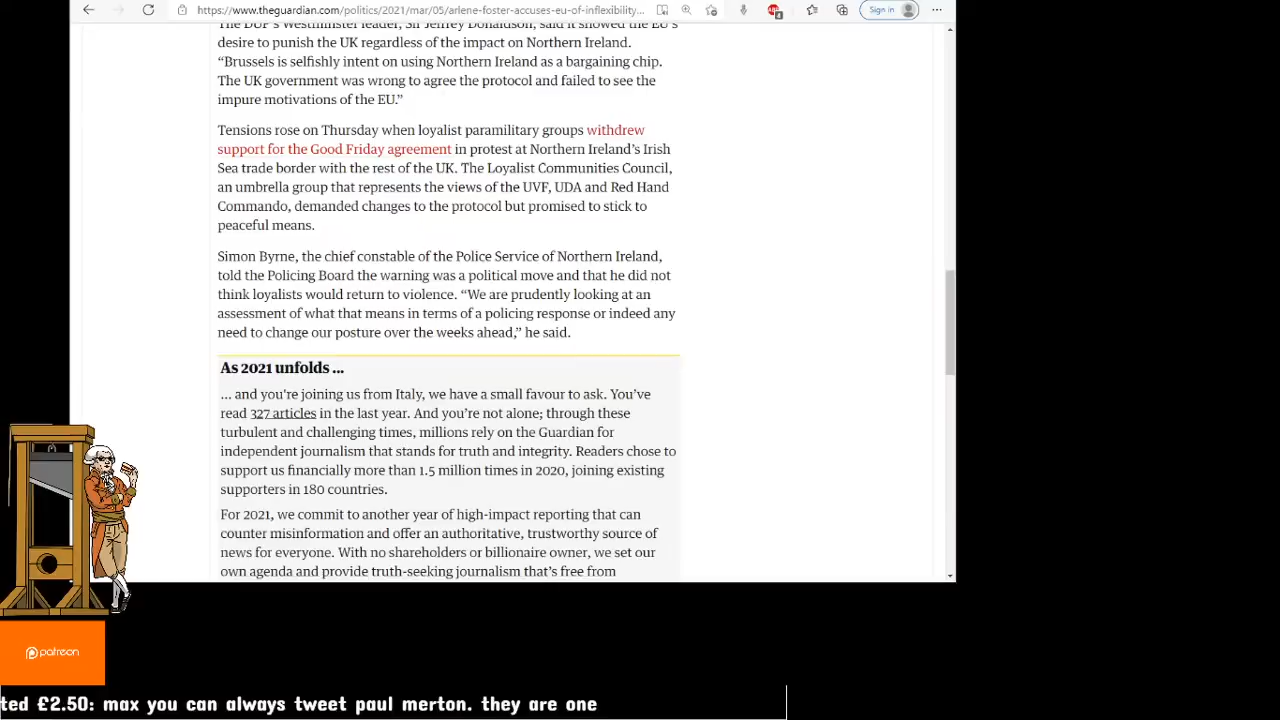 https://www.theguardian.com/politics/2021/mar/05/arlene-foster-accuses-eu-of-inflexibility...
Sign in
The DUP's Westminster leader, Sir Jeffrey Donaldson, said it showed the EU's
desire to punish the UK regardless of the impact on Northern Ireland.
“Brussels is selfishly intent on using Northern Ireland as a bargaining chip.
The UK government was wrong to agree the protocol and failed to see the
impure motivations of the EU.”
Tensions rose on Thursday when loyalist paramilitary groups withdrew
support for the Good Friday agreement in protest at Northern Ireland’s Irish
Sea trade border with the rest of the UK. The Loyalist Communities Council,
an umbrella group that represents the views of the UVF, UDA and Red Hand
Commando, demanded changes to the protocol but promised to stick to
peaceful means.
Simon Byrne, the chief constable of the Police Service of Northern Ireland,
told the Policing Board the warning was a political move and that he did not
think loyalists would return to violence. “We are prudently looking at an
assessment of what that means in terms of a policing response or indeed any
need to change our posture over the weeks ahead,” he said.
As 2021 unfolds ...
... and you’re joining us from Italy, we have a small favour to ask. You’ve
read 327 articles in the last year. And you’re not alone; through these
turbulent and challenging times, millions rely on the Guardian for
independent journalism that stands for truth and integrity. Readers chose to
support us financially more than 1.5 million times in 2020, joining existing
supporters in 180 countries.
For 2021, we commit to another year of high-impact reporting that can
counter misinformation and offer an authoritative, trustworthy source of
news for everyone. With no shareholders or billionaire owner, we set our
own agenda and provide truth-seeking journalism that’s free from
patreon
ted £2.50: max you can always tweet paul merton. they are one